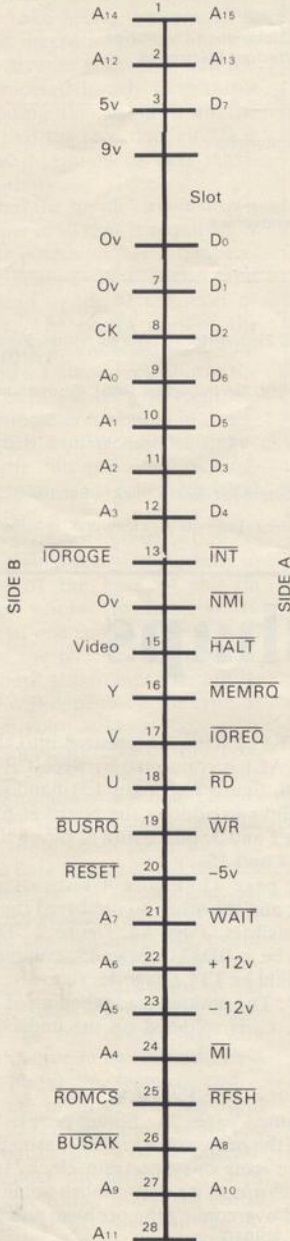 A14 1 A15
A12 2 A13
5v 3 D7
9v
Slot
0v D0
0v 7 D1
CK 8 D2
A0 9 D6
A1 10 D5
A2 11 D3
A3 12 D4
IORQGE 13 INT
0v NMI
Video 15 HALT
Y 16 MEMRQ
V 17 IOREQ
U 18 RD
BUSRQ 19 WR
RESET 20 -5v
A7 21 WAIT
A6 22 +12v
A5 23 -12v
A4 24 MI
ROMCS 25 RFSH
BUSAK 26 A8
A9 27 A10
A11 28
SIDE B
SIDE A